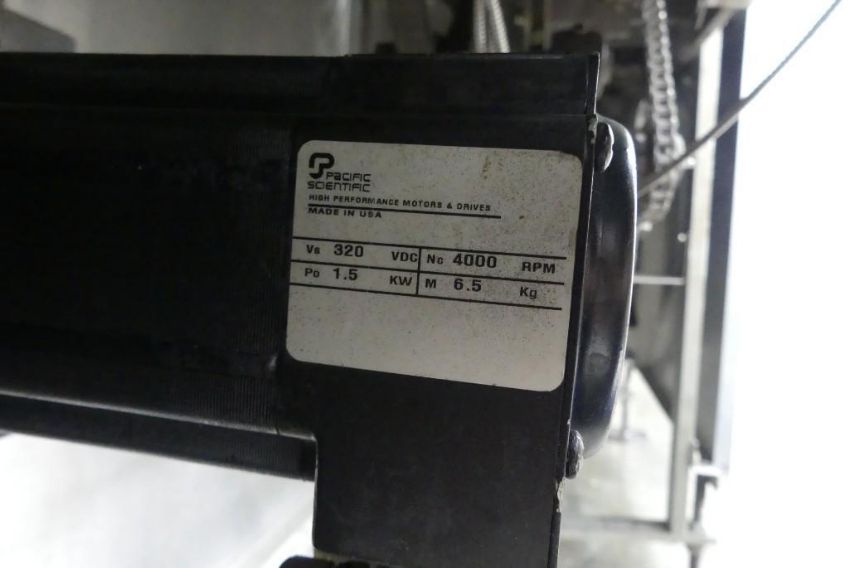 PACIFIC
SCIENTIFIC
HIGH PERFORMANCE MOTORS & DRIVES
MADE IN USA
Vs 320 VDC Nc 4000 RPM
Po 1.5 KW M 6.5 Kg